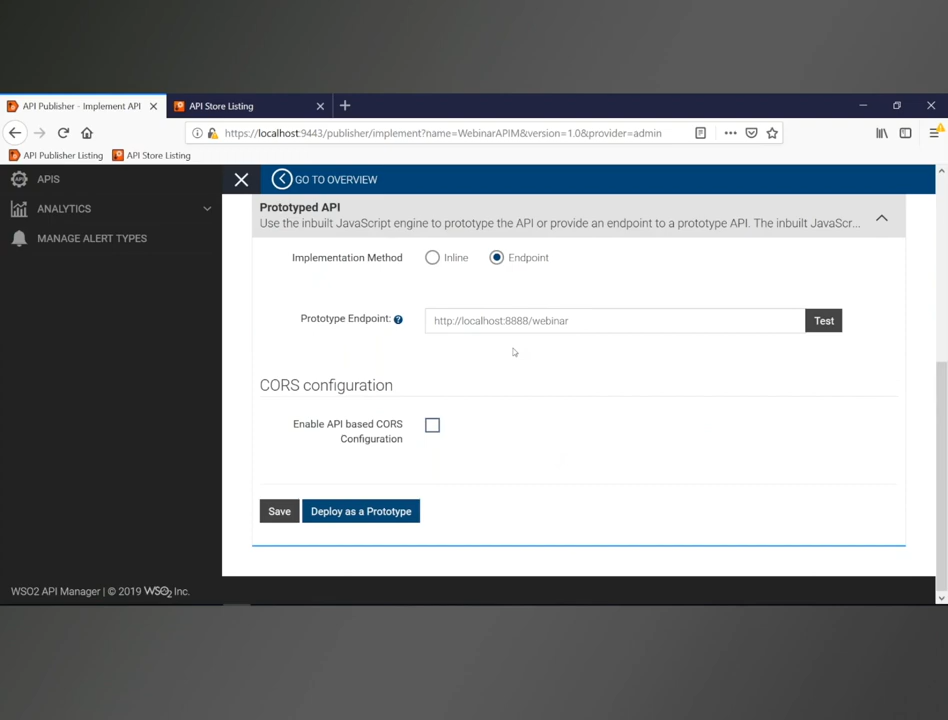 API Publisher - Implement API
API Store Listing
https://localhost:9443/publisher/implement?name=WebinarAPIM&version=1.0&provider=admin
API Publisher Listing
API Store Listing
APIS
GO TO OVERVIEW
ANALYTICS
MANAGE ALERT TYPES
Prototyped API
Use the inbuilt JavaScript engine to prototype the API or provide an endpoint to a prototype API. The inbuilt JavaScr...
Implementation Method
Inline
Endpoint
Prototype Endpoint:
http://localhost:8888/webinar
Test
CORS configuration
Enable API based CORS
Configuration
Save
Deploy as a Prototype
WSO2 API Manager | © 2019 WSO2 Inc.